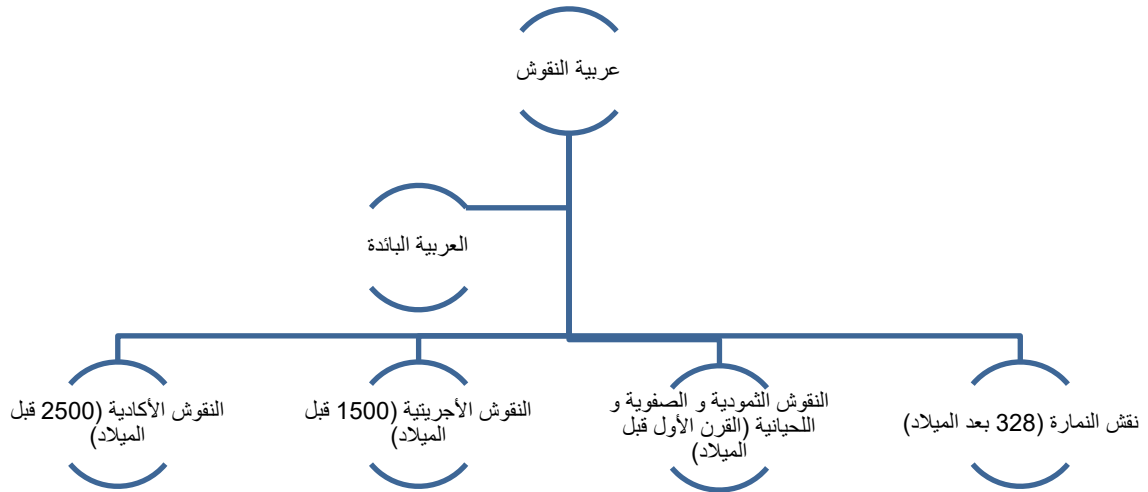 عربية النقوش
العربية البائدة
نقش النمارة (328 بعد الميلاد)
النقوش الثمودية و الصفوية و
اللحيانية (القرن الأول قبل
الميلاد)
النقوش الأجريتية (1500 قبل
الميلاد)
النقوش الأكادية (2500 قبل
الميلاد)